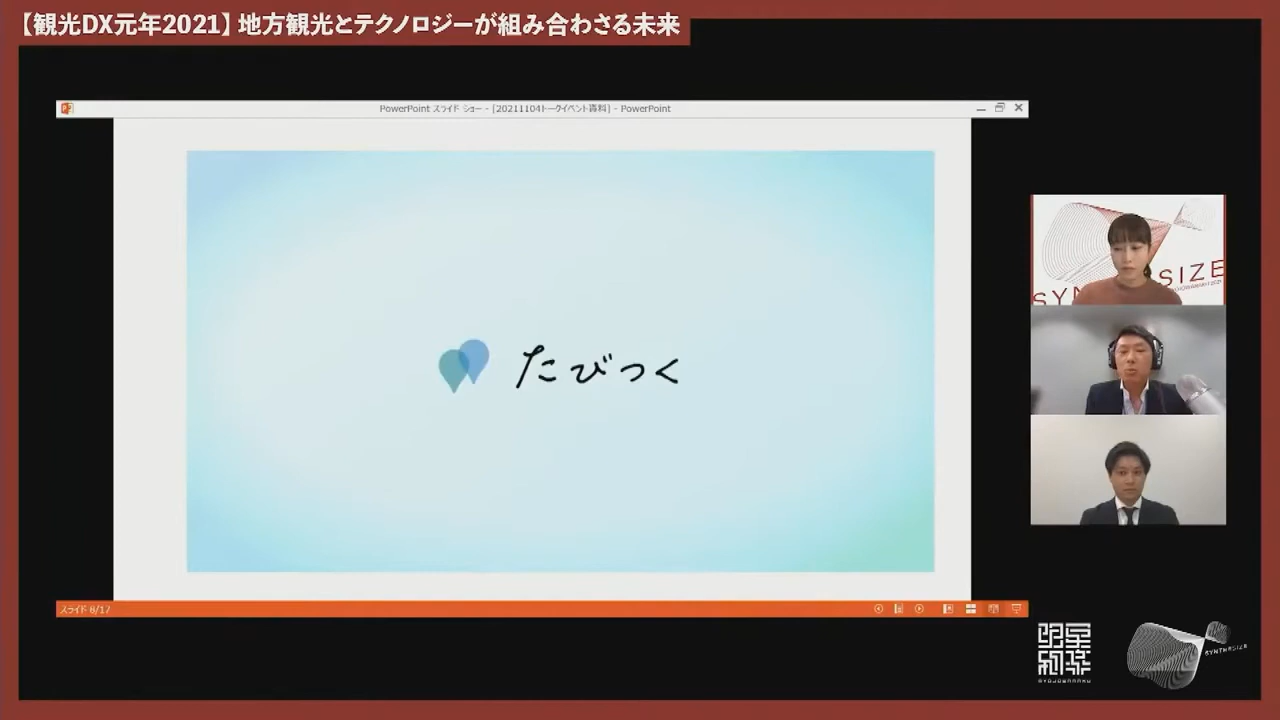 【観光DX元年2021】地方観光とテクノロジーが組み合わさる未来
PowerPoint スライド ショー - [20211104トークイベント資料] - PowerPoint
たびつく
SYN
SIZE
スライド 8/17
SYNTHESIZE